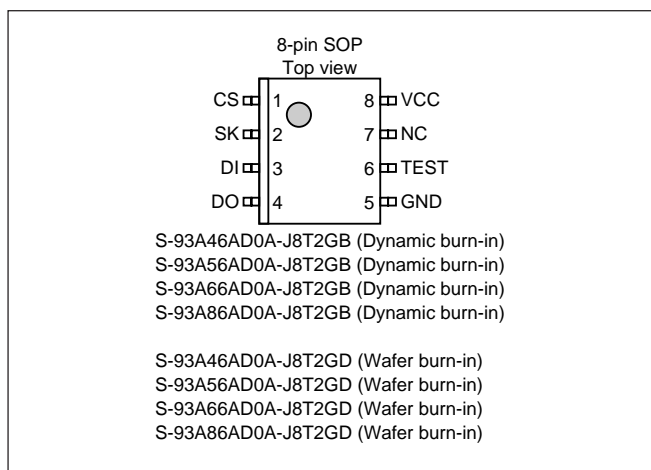 8-pin SOP
Top view
CS 1 8 VCC
SK 2 7 NC
DI 3 6 TEST
DO 4 5 GND
S-93A46AD0A-J8T2GB (Dynamic burn-in)
S-93A56AD0A-J8T2GB (Dynamic burn-in)
S-93A66AD0A-J8T2GB (Dynamic burn-in)
S-93A86AD0A-J8T2GB (Dynamic burn-in)
S-93A46AD0A-J8T2GD (Wafer burn-in)
S-93A56AD0A-J8T2GD (Wafer burn-in)
S-93A66AD0A-J8T2GD (Wafer burn-in)
S-93A86AD0A-J8T2GD (Wafer burn-in)